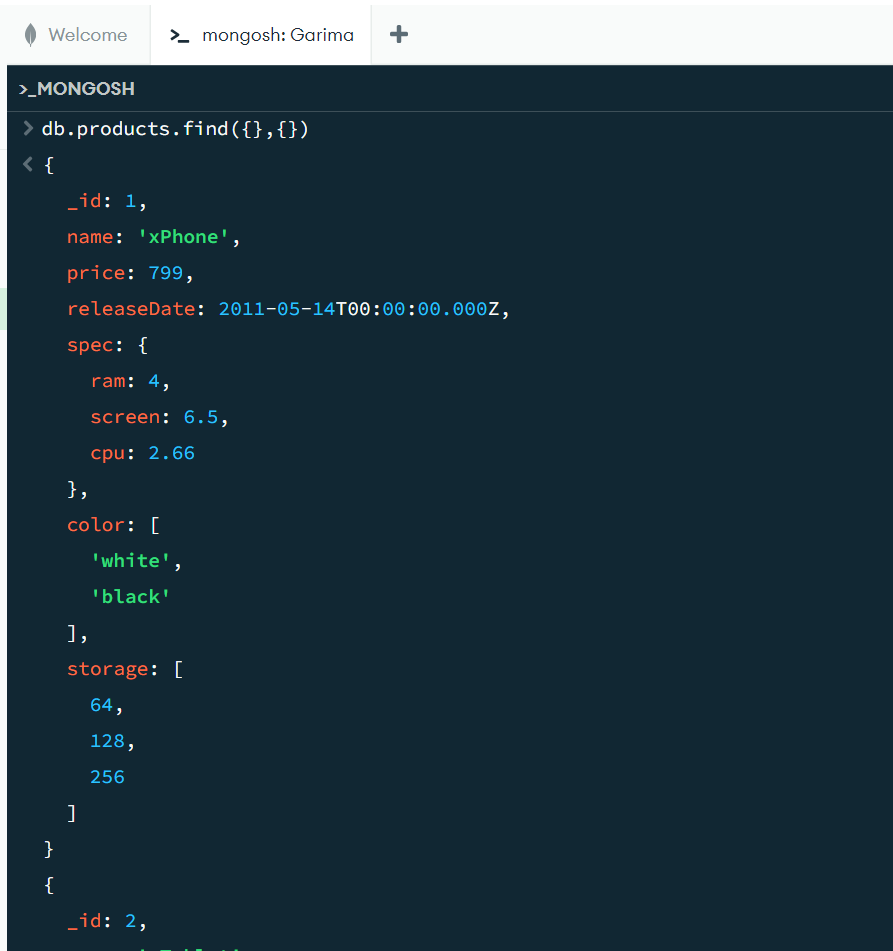 Welcome
>_ mongosh: Garima
>_MONGOSH
db.products.find({},{})
{
_id: 1,
name: 'xPhone',
price: 799,
releaseDate: 2011-05-14T00:00:00.000Z,
spec: {
ram: 4,
screen: 6.5,
cpu: 2.66
},
color: [
'white',
'black'
],
storage: [
64,
128,
256
]
}
{
_id: 2,